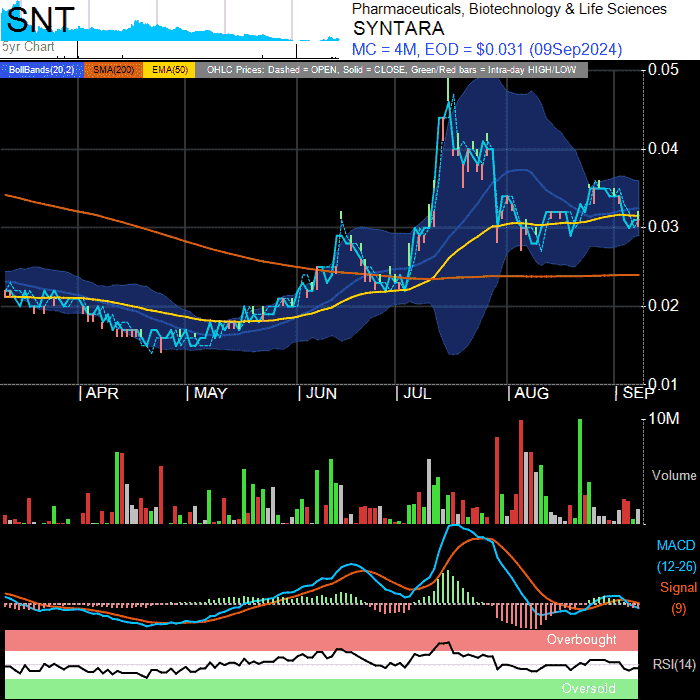 SNT
5yr Chart
Pharmaceuticals, Biotechnology & Life Sciences
SYNTARA
MC = 4M, EOD = $0.031 (09Sep2024)
BollBands(20,2) SMA(200) EMA(50) OHLC Prices: Dashed = OPEN, Solid = CLOSE, Green/Red bars = Intra-day HIGH/LOW
0.05
0.04
0.03
0.02
0.01
APR MAY JUN JUL AUG SEP
10M
Volume
MACD
(12-26)
Signal
(9)
Overbought
RSI(14)
Oversold